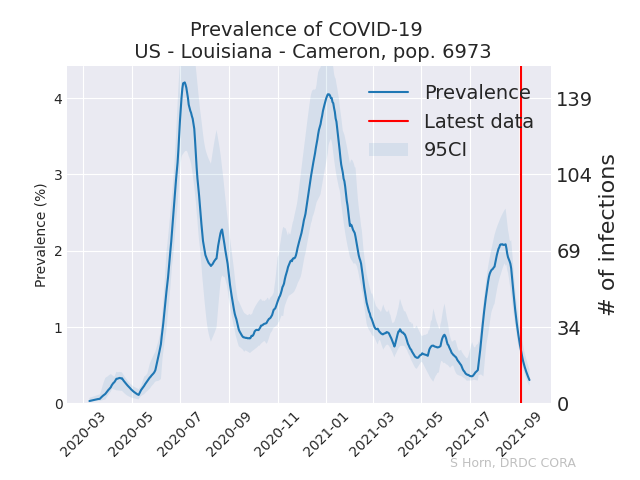 Prevalence of COVID-19
US - Louisiana - Cameron, pop. 6973
Prevalence
Latest data
95CI
Prevalence (%)
4
3
2
1
0
139
104
69
34
0
# of infections
2020-03
2020-05
2020-07
2020-09
2020-11
2021-01
2021-03
2021-05
2021-07
2021-09
S Horn, DRDC CORA